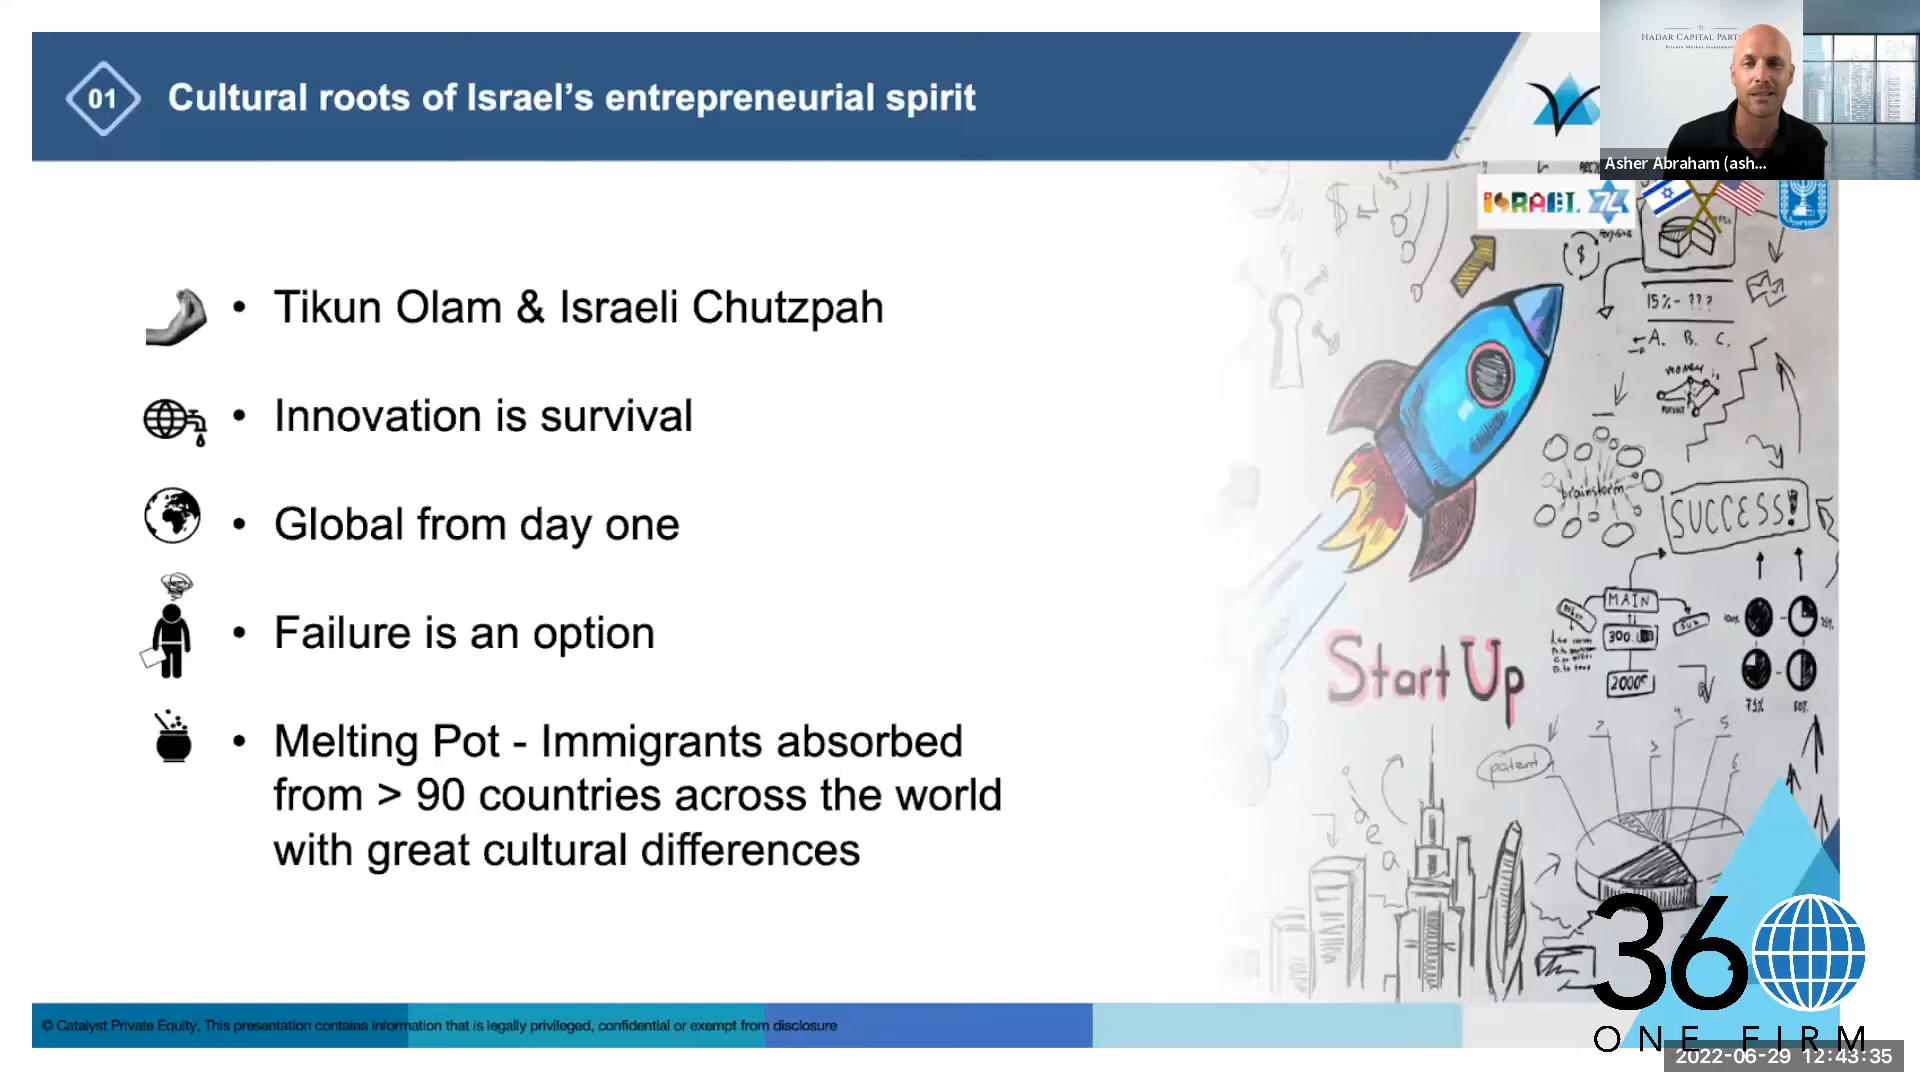 01
Cultural roots of Israel's entrepreneurial spirit
HADAR CAPITAL
Asher Abraham (ash...
ISRAEL 74
• Tikun Olam & Israeli Chutzpah
• Innovation is survival
• Global from day one
• Failure is an option
• Melting Pot - Immigrants absorbed
from > 90 countries across the world
with great cultural differences
$
15%- ???
A. B. C.
brainstorm
SUCCESS!
MAIN
300
2000
75%
Start Up
patent
idea
© Catalyst Private Equity, This presentation contains information that is legally privileged, confidential or exempt from disclosure
360
ONE FIRM
2022-06-29 12:43:35